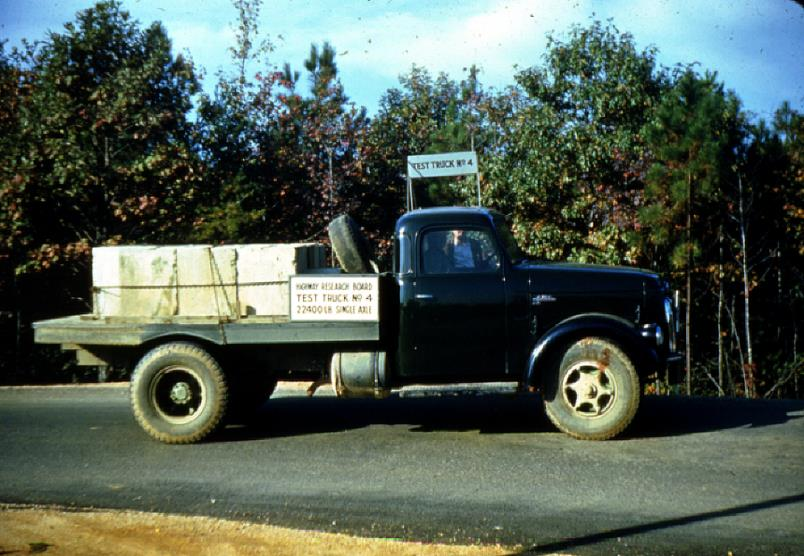 TEST TRUCK Nº 4
HIGHWAY RESEARCH BOARD
TEST TRUCK Nº 4
22400 LB SINGLE AXLE